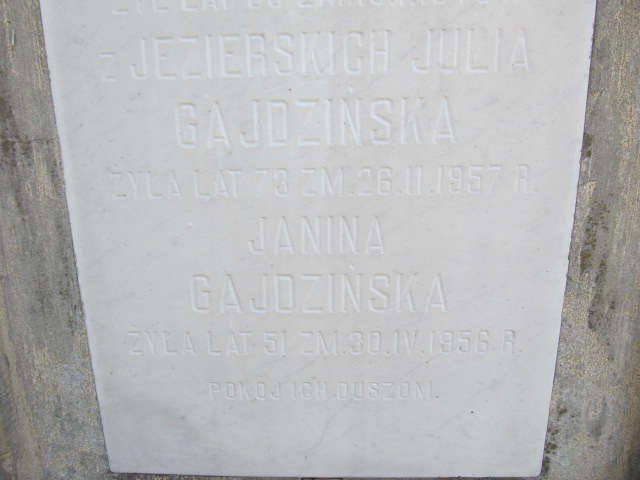 Z JEZIERSKICH JULIA
GAJDZIŃSKA
ŻYŁA LAT 73 ZM. 26.II.1957 R.
JANINA
GAJDZIŃSKA
ŻYŁA LAT 51 ZM. 30.IV.1956 R.
POKÓJ ICH DUSZOM.